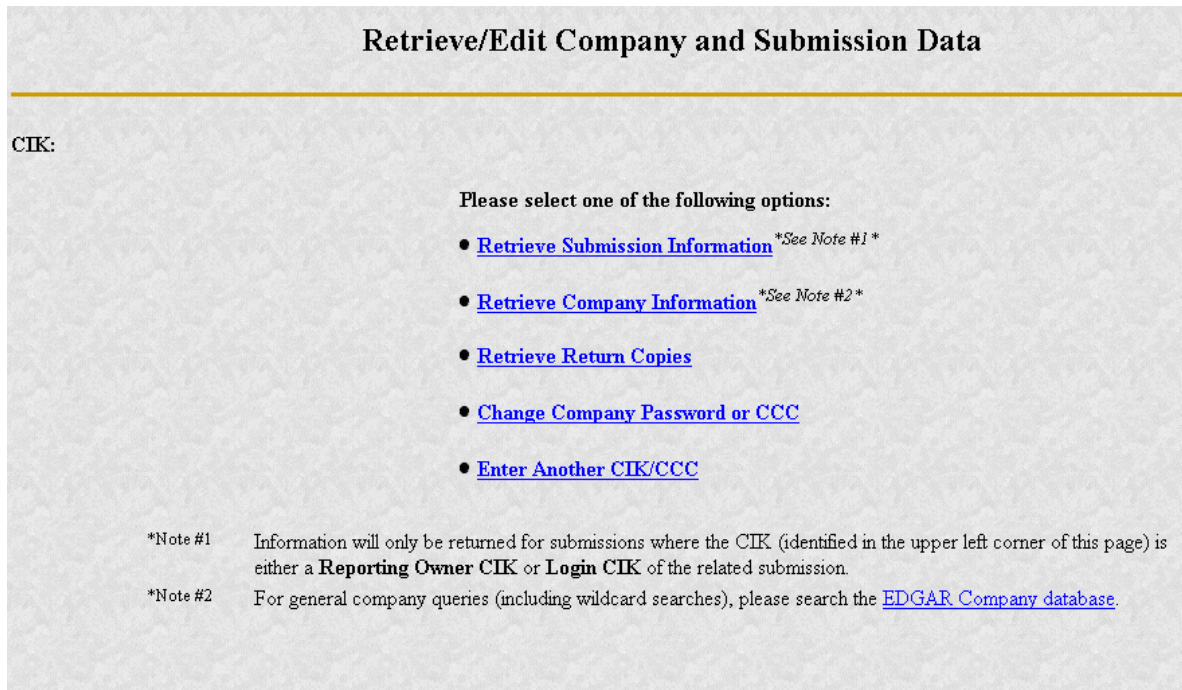 Retrieve/Edit Company and Submission Data
CIK:
Please select one of the following options:
Retrieve Submission Information *See Note #1*
Retrieve Company Information *See Note #2*
Retrieve Return Copies
Change Company Password or CCC
Enter Another CIK/CCC
*Note #1 Information will only be returned for submissions where the CIK (identified in the upper left corner of this page) is
either a Reporting Owner CIK or Login CIK of the related submission.
*Note #2 For general company queries (including wildcard searches), please search the EDGAR Company database.